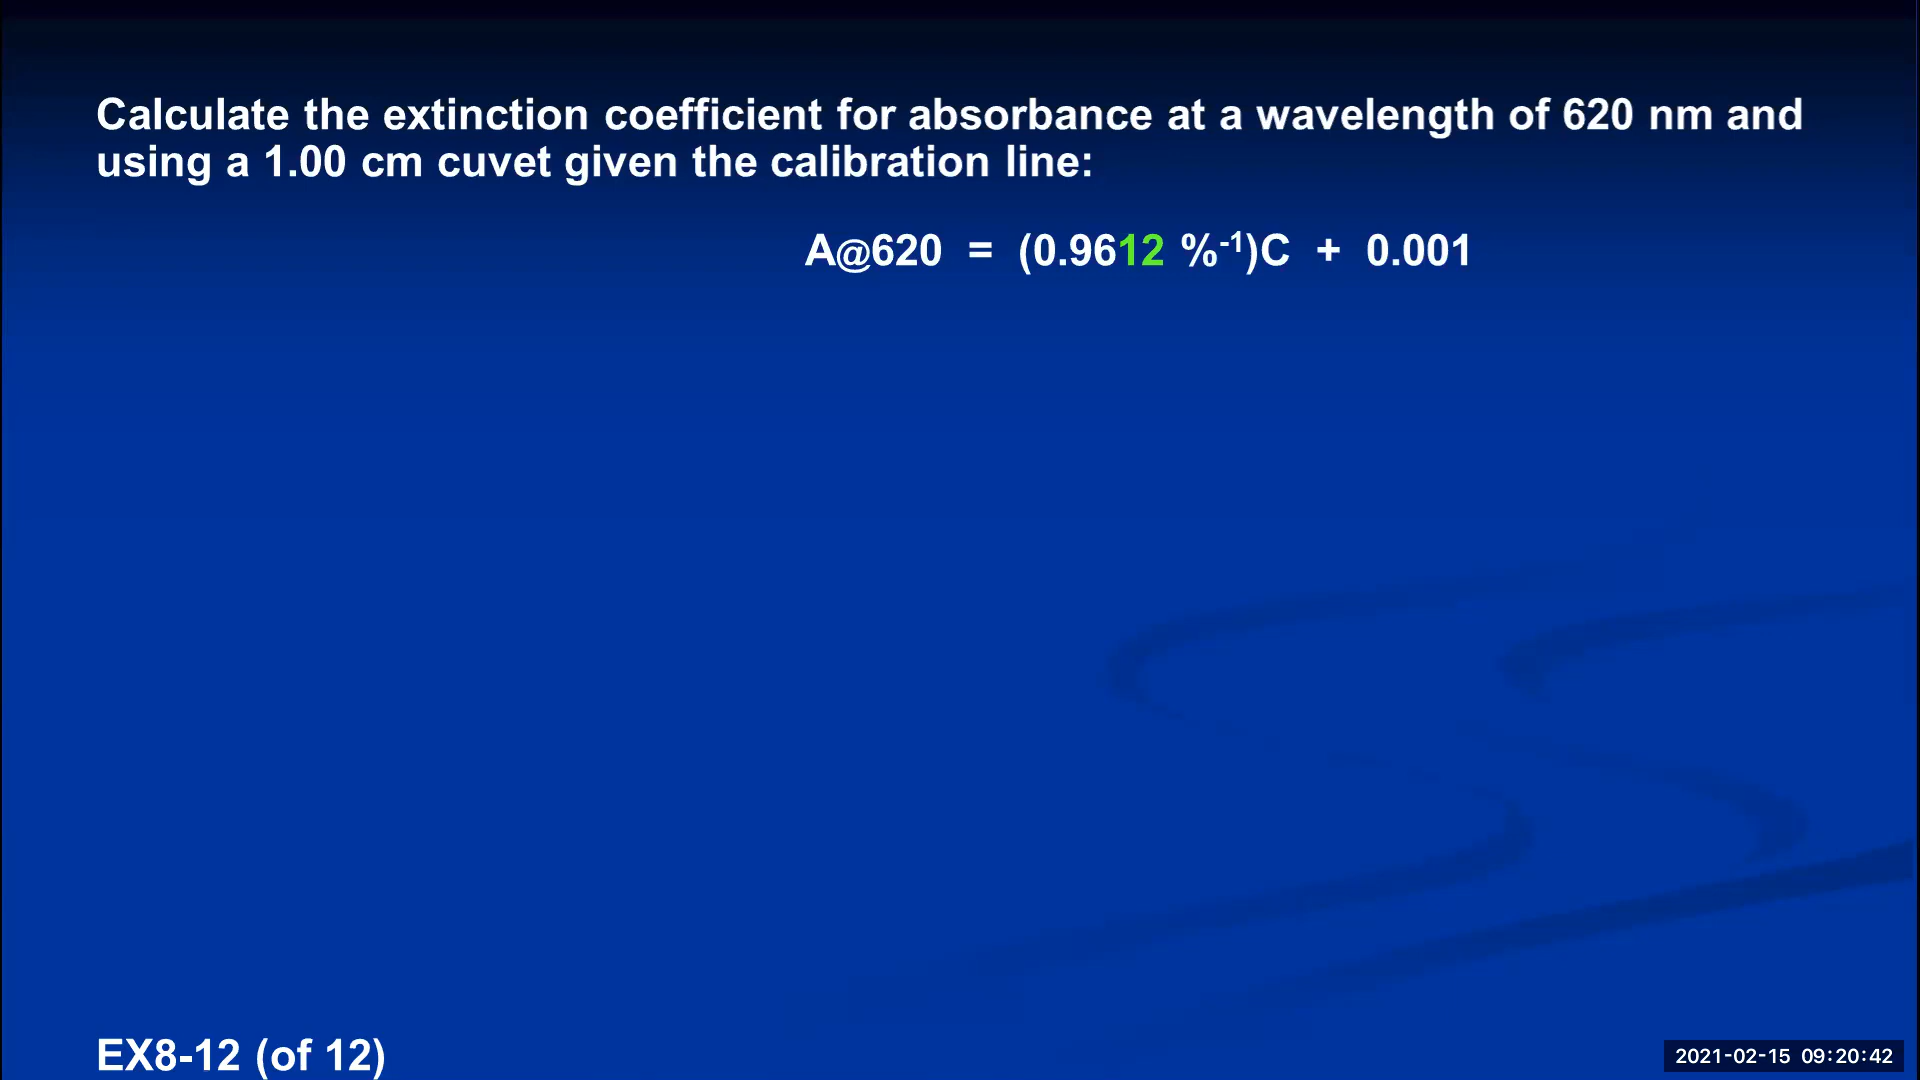 Calculate the extinction coefficient for absorbance at a wavelength of 620 nm and
using a 1.00 cm cuvet given the calibration line:
A@620 = (0.9612 %⁻¹)C + 0.001
EX8-12 (of 12)
2021-02-15 09:20:42